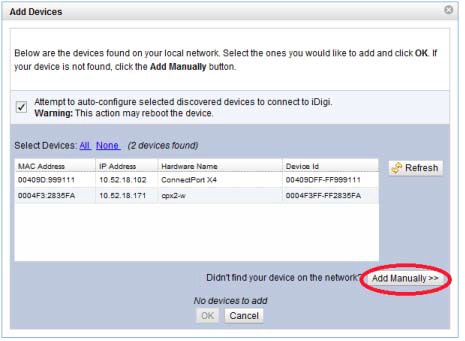 Add Devices
Below are the devices found on your local network. Select the ones you would like to add and click OK. If
your device is not found, click the Add Manually button.
Attempt to auto-configure selected discovered devices to connect to iDigi.
Warning: This action may reboot the device.
Select Devices: All None (2 devices found)
MAC Address IP Address Hardware Name Device Id
00409D:999111 10.52.18.102 ConnectPort X4 00409DFF-FF999111
0004F3:2835FA 10.52.18.171 cpx2-w 0004F3FF-FF2835FA
Refresh
Didn't find your device on the network? Add Manually >>
No devices to add
OK Cancel